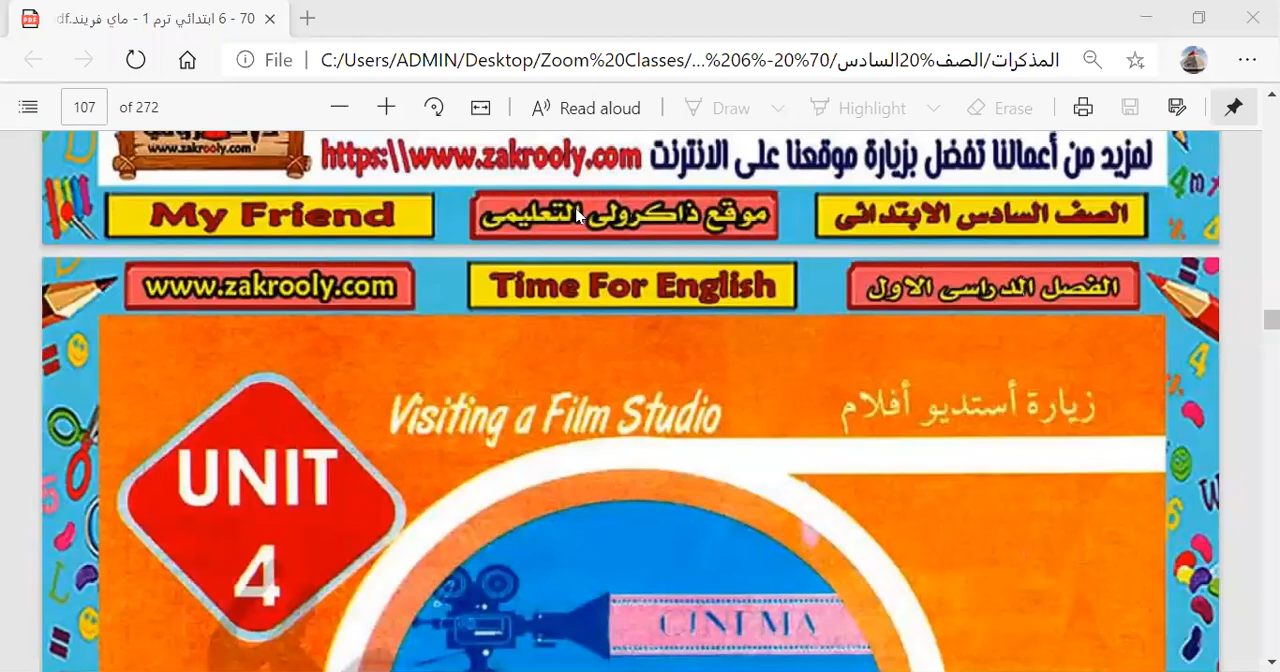 70 - 6 ابتدائي ترم 1 - ماي فريند.df
File
C:/Users/ADMIN/Desktop/Zoom%20Classes/...%206%-20%70/المذكرات/الصف%20السادس
107 of 272
Read aloud
Draw
Highlight
Erase
www.zakrooly.com
https:\\www.zakrooly.com لمزيد من أعمالنا تفضل بزيارة موقعنا على الانترنت
My Friend
موقع ذاكرولى التعليمى
الصف السادس الابتدائى
www.zakrooly.com
Time For English
الفصل الدراسى الاول
Visiting a Film Studio
زيارة أستديو أفلام
UNIT
4
CINEMA